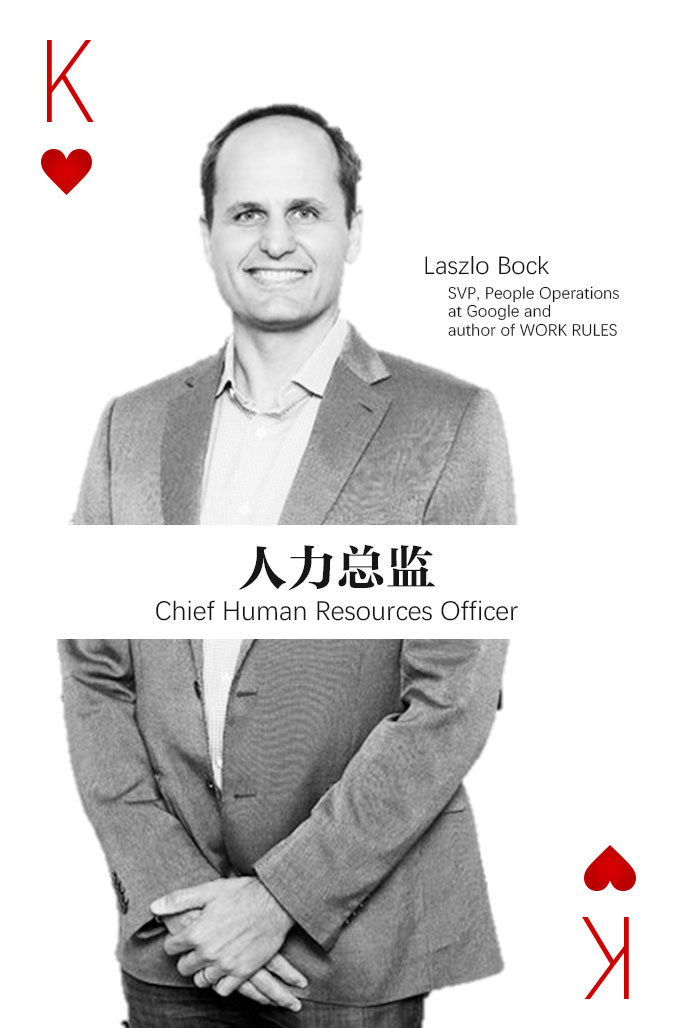 K
Laszlo Bock
SVP, People Operations
at Google and
author of WORK RULES
人力总监
Chief Human Resources Officer
K